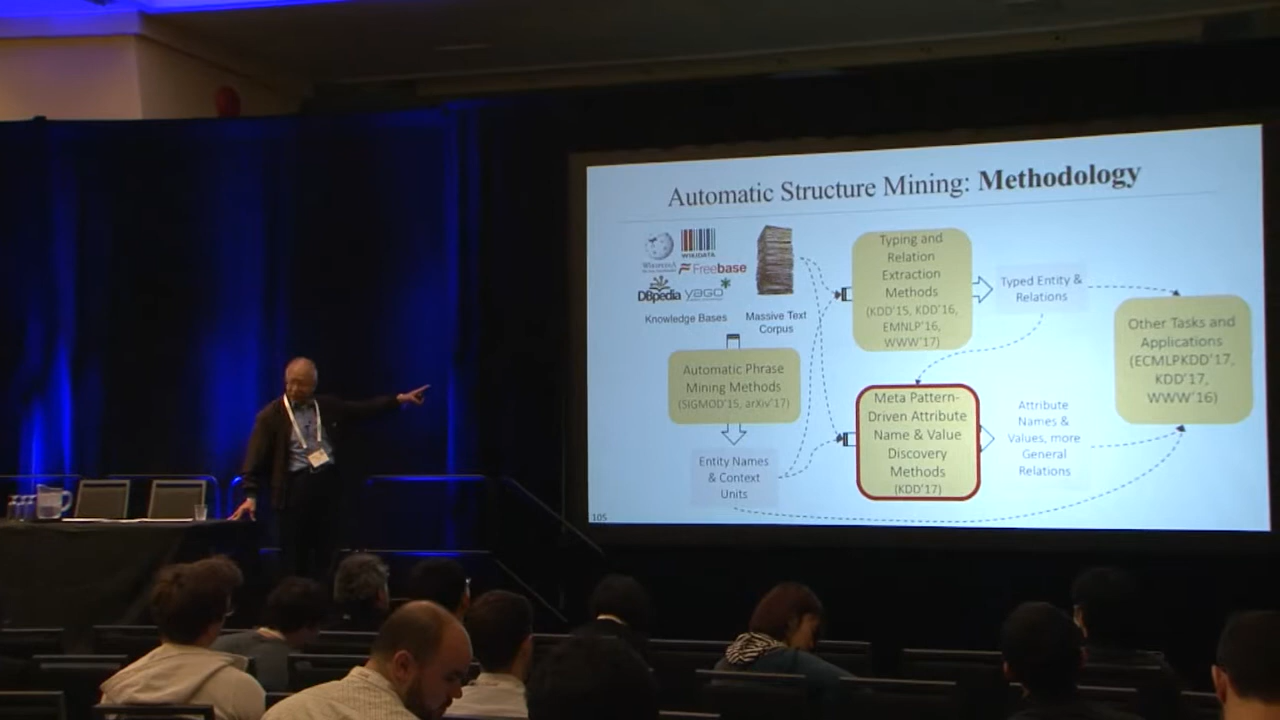 Automatic Structure Mining: Methodology
WIKIDATA
Freebase
DBpedia
yago
Knowledge Bases
Massive Text
Corpus
Automatic Phrase
Mining Methods
(SIGMOD'15, arXiv'17)
Entity Names
& Context
Units
Typing and
Relation
Extraction
Methods
(KDD'15, KDD'16,
EMNLP'16,
WWW'17)
Typed Entity &
Relations
Meta Pattern-
Driven Attribute
Name & Value
Discovery
Methods
(KDD'17)
Attribute
Names &
Values, more
General
Relations
Other Tasks and
Applications
(ECMLPKDD'17,
KDD'17,
WWW'16)
105